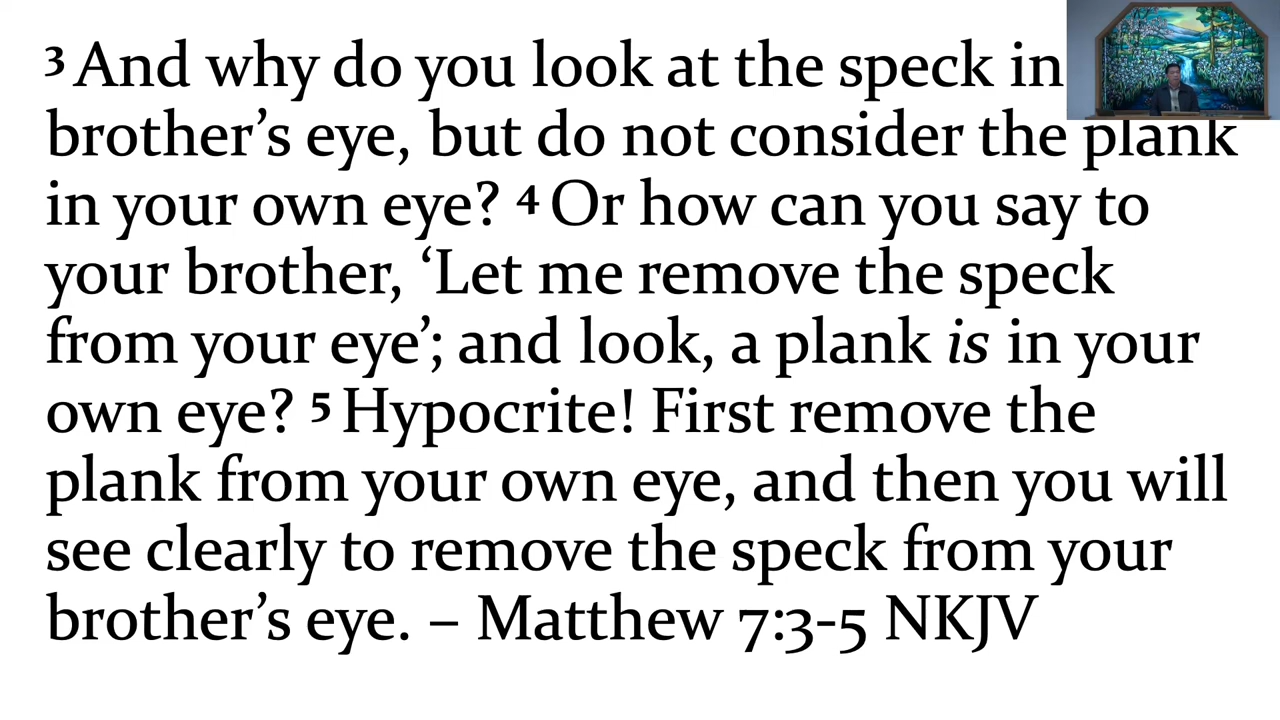 ³ And why do you look at the speck in
brother’s eye, but do not consider the plank
in your own eye? ⁴ Or how can you say to
your brother, ‘Let me remove the speck
from your eye’; and look, a plank is in your
own eye? ⁵ Hypocrite! First remove the
plank from your own eye, and then you will
see clearly to remove the speck from your
brother’s eye. – Matthew 7:3-5 NKJV